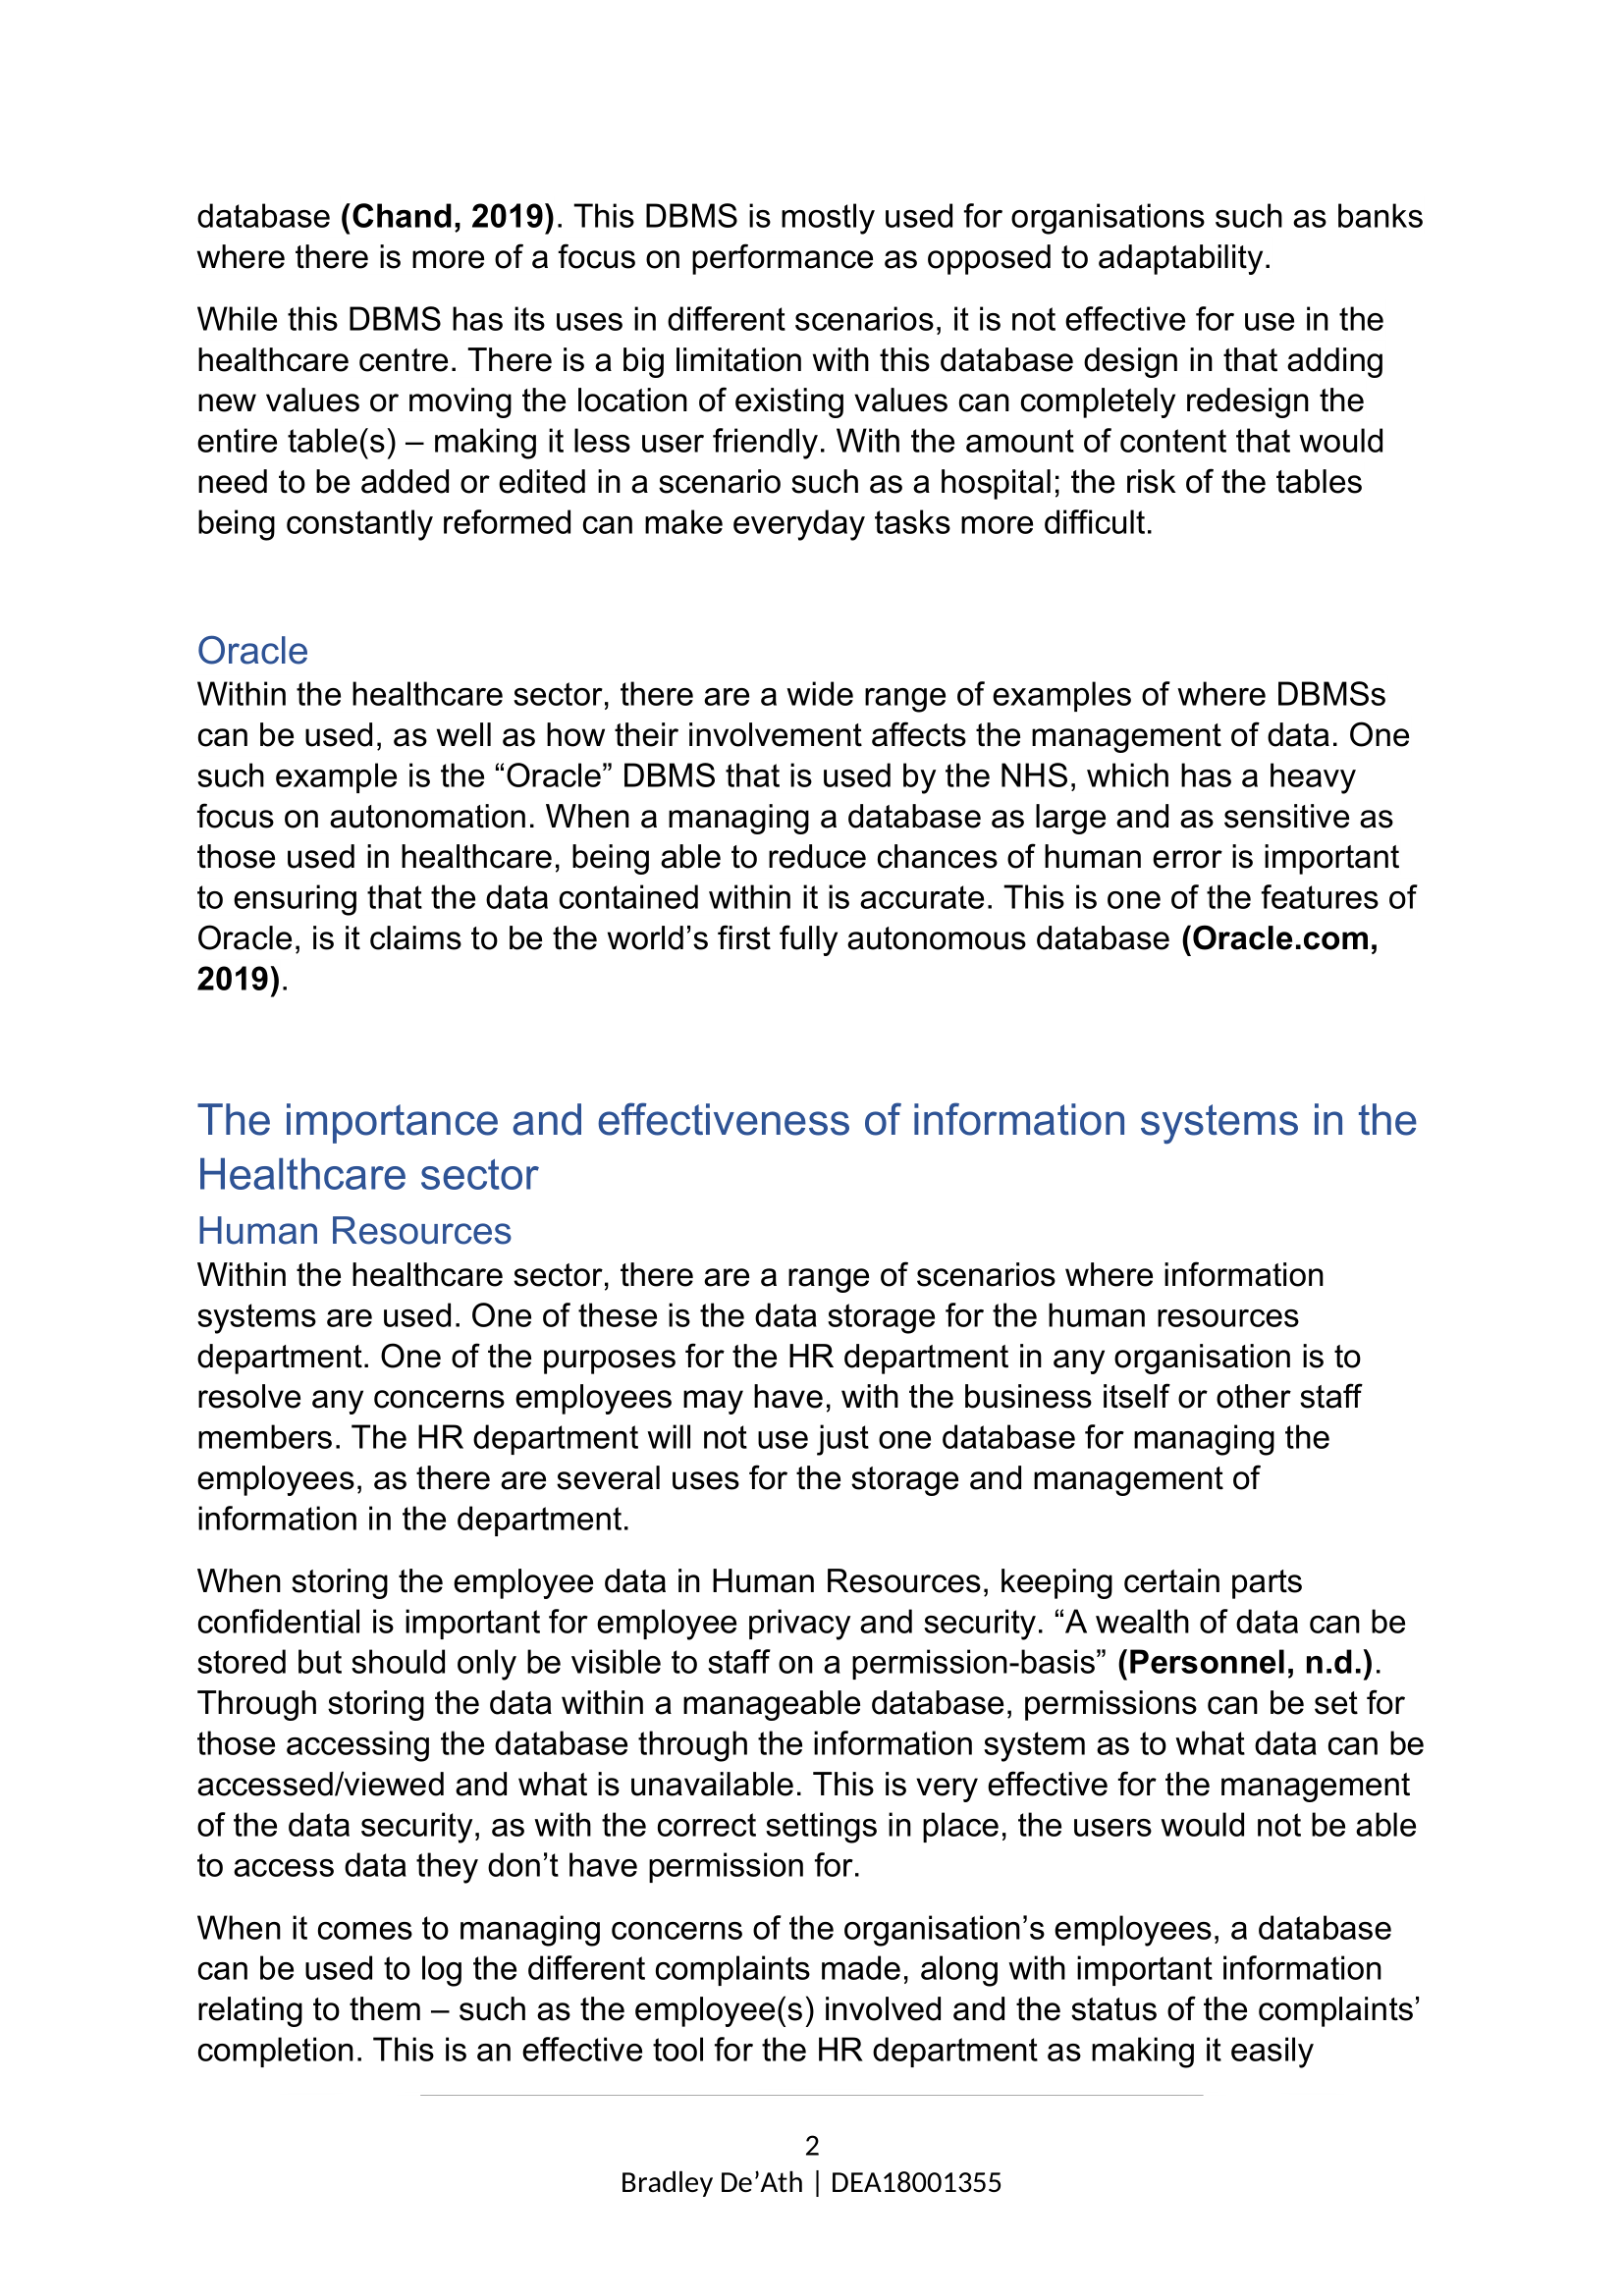 database (Chand, 2019). This DBMS is mostly used for organisations such as banks
where there is more of a focus on performance as opposed to adaptability.
While this DBMS has its uses in different scenarios, it is not effective for use in the
healthcare centre. There is a big limitation with this database design in that adding
new values or moving the location of existing values can completely redesign the
entire table(s) – making it less user friendly. With the amount of content that would
need to be added or edited in a scenario such as a hospital; the risk of the tables
being constantly reformed can make everyday tasks more difficult.
Oracle
Within the healthcare sector, there are a wide range of examples of where DBMSs
can be used, as well as how their involvement affects the management of data. One
such example is the “Oracle” DBMS that is used by the NHS, which has a heavy
focus on autonomation. When a managing a database as large and as sensitive as
those used in healthcare, being able to reduce chances of human error is important
to ensuring that the data contained within it is accurate. This is one of the features of
Oracle, is it claims to be the world’s first fully autonomous database (Oracle.com,
2019).
The importance and effectiveness of information systems in the
Healthcare sector
Human Resources
Within the healthcare sector, there are a range of scenarios where information
systems are used. One of these is the data storage for the human resources
department. One of the purposes for the HR department in any organisation is to
resolve any concerns employees may have, with the business itself or other staff
members. The HR department will not use just one database for managing the
employees, as there are several uses for the storage and management of
information in the department.
When storing the employee data in Human Resources, keeping certain parts
confidential is important for employee privacy and security. “A wealth of data can be
stored but should only be visible to staff on a permission-basis” (Personnel, n.d.).
Through storing the data within a manageable database, permissions can be set for
those accessing the database through the information system as to what data can be
accessed/viewed and what is unavailable. This is very effective for the management
of the data security, as with the correct settings in place, the users would not be able
to access data they don’t have permission for.
When it comes to managing concerns of the organisation’s employees, a database
can be used to log the different complaints made, along with important information
relating to them – such as the employee(s) involved and the status of the complaints’
completion. This is an effective tool for the HR department as making it easily
2
Bradley De’Ath | DEA18001355